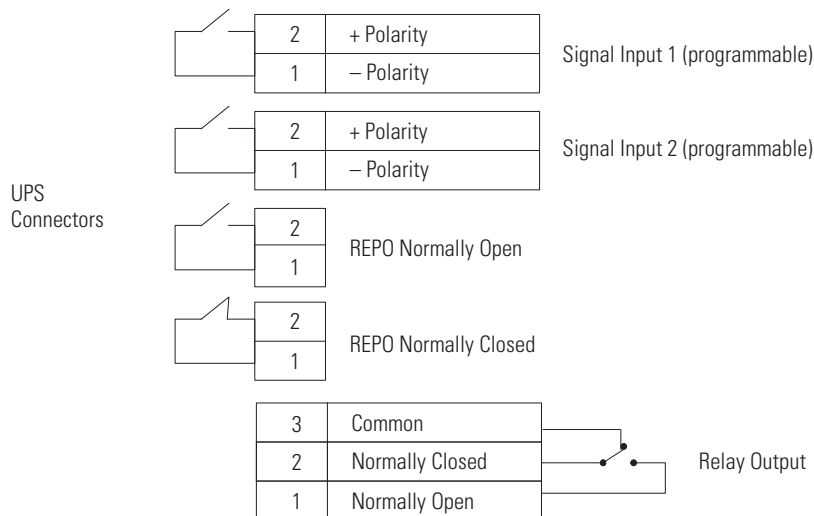 2 + Polarity
1 – Polarity
Signal Input 1 (programmable)
2 + Polarity
1 – Polarity
Signal Input 2 (programmable)
UPS
Connectors
2
1
REPO Normally Open
2
1
REPO Normally Closed
3 Common
2 Normally Closed
1 Normally Open
Relay Output